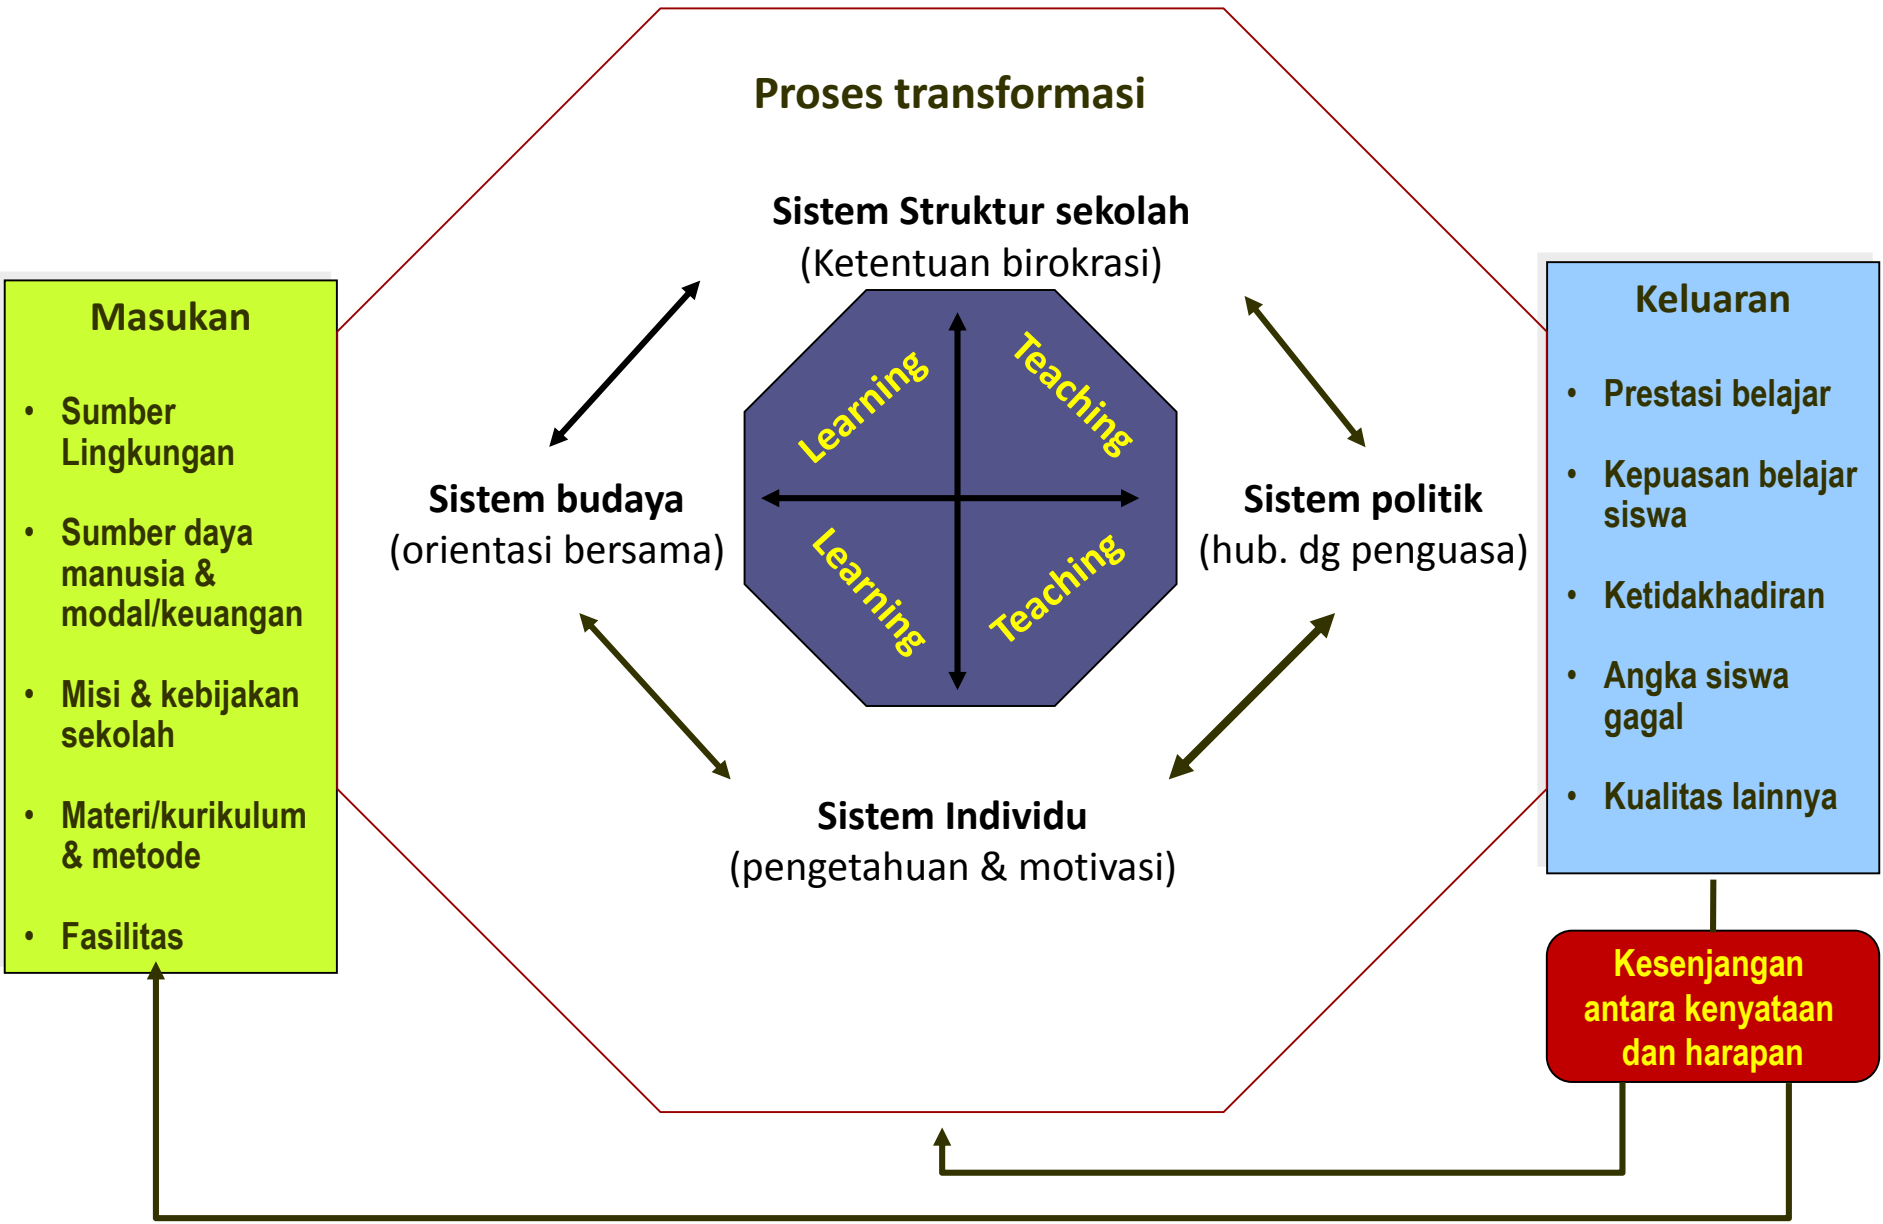 Proses transformasi
Sistem Struktur sekolah
(Ketentuan birokrasi)
Masukan
• Sumber
Lingkungan
• Sumber daya
manusia &
modal/keuangan
• Misi & kebijakan
sekolah
• Materi/kurikulum
& metode
• Fasilitas
Sistem budaya
(orientasi bersama)
Learning
Teaching
Learning
Teaching
Sistem politik
(hub. dg penguasa)
Sistem Individu
(pengetahuan & motivasi)
Keluaran
• Prestasi belajar
• Kepuasan belajar
siswa
• Ketidakhadiran
• Angka siswa
gagal
• Kualitas lainnya
Kesenjangan
antara kenyataan
dan harapan